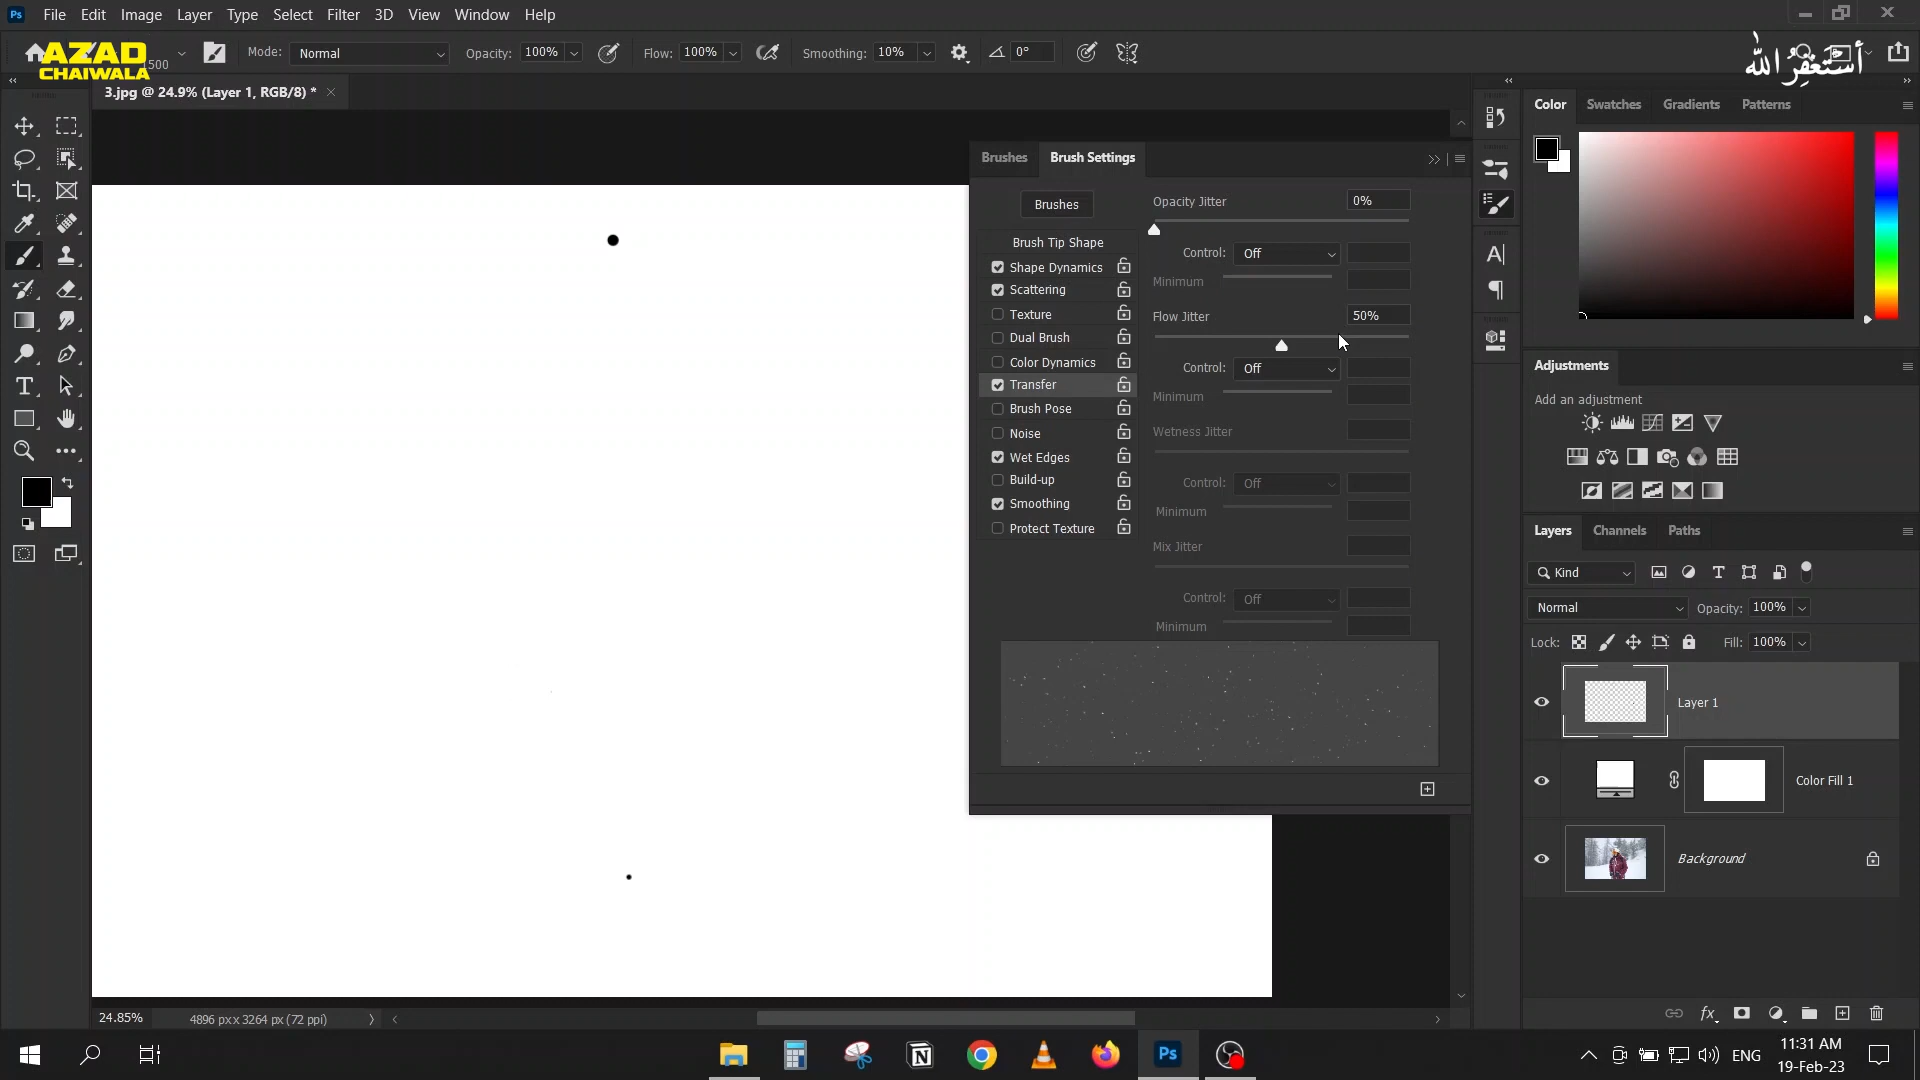 Ps File Edit Image Layer Type Select Filter 3D View Window Help
AZAD
CHAIWALA
500
Mode: Normal Opacity: 100% Flow: 100% Smoothing: 10% 0°
أستغفر الله
3.jpg @ 24.9% (Layer 1, RGB/8) *
Brushes Brush Settings
Brushes
Brush Tip Shape
Shape Dynamics
Scattering
Texture
Dual Brush
Color Dynamics
Transfer
Brush Pose
Noise
Wet Edges
Build-up
Smoothing
Protect Texture
Opacity Jitter 0%
Control: Off
Minimum
Flow Jitter 50%
Control: Off
Minimum
Wetness Jitter
Control: Off
Minimum
Mix Jitter
Control: Off
Minimum
Color Swatches Gradients Patterns
Adjustments
Add an adjustment
Layers Channels Paths
Kind
Normal Opacity: 100%
Lock: Fill: 100%
Layer 1
Color Fill 1
Background
fx
24.85% 4896 px x 3264 px (72 ppi)
Ps
ENG
11:31 AM
19-Feb-23